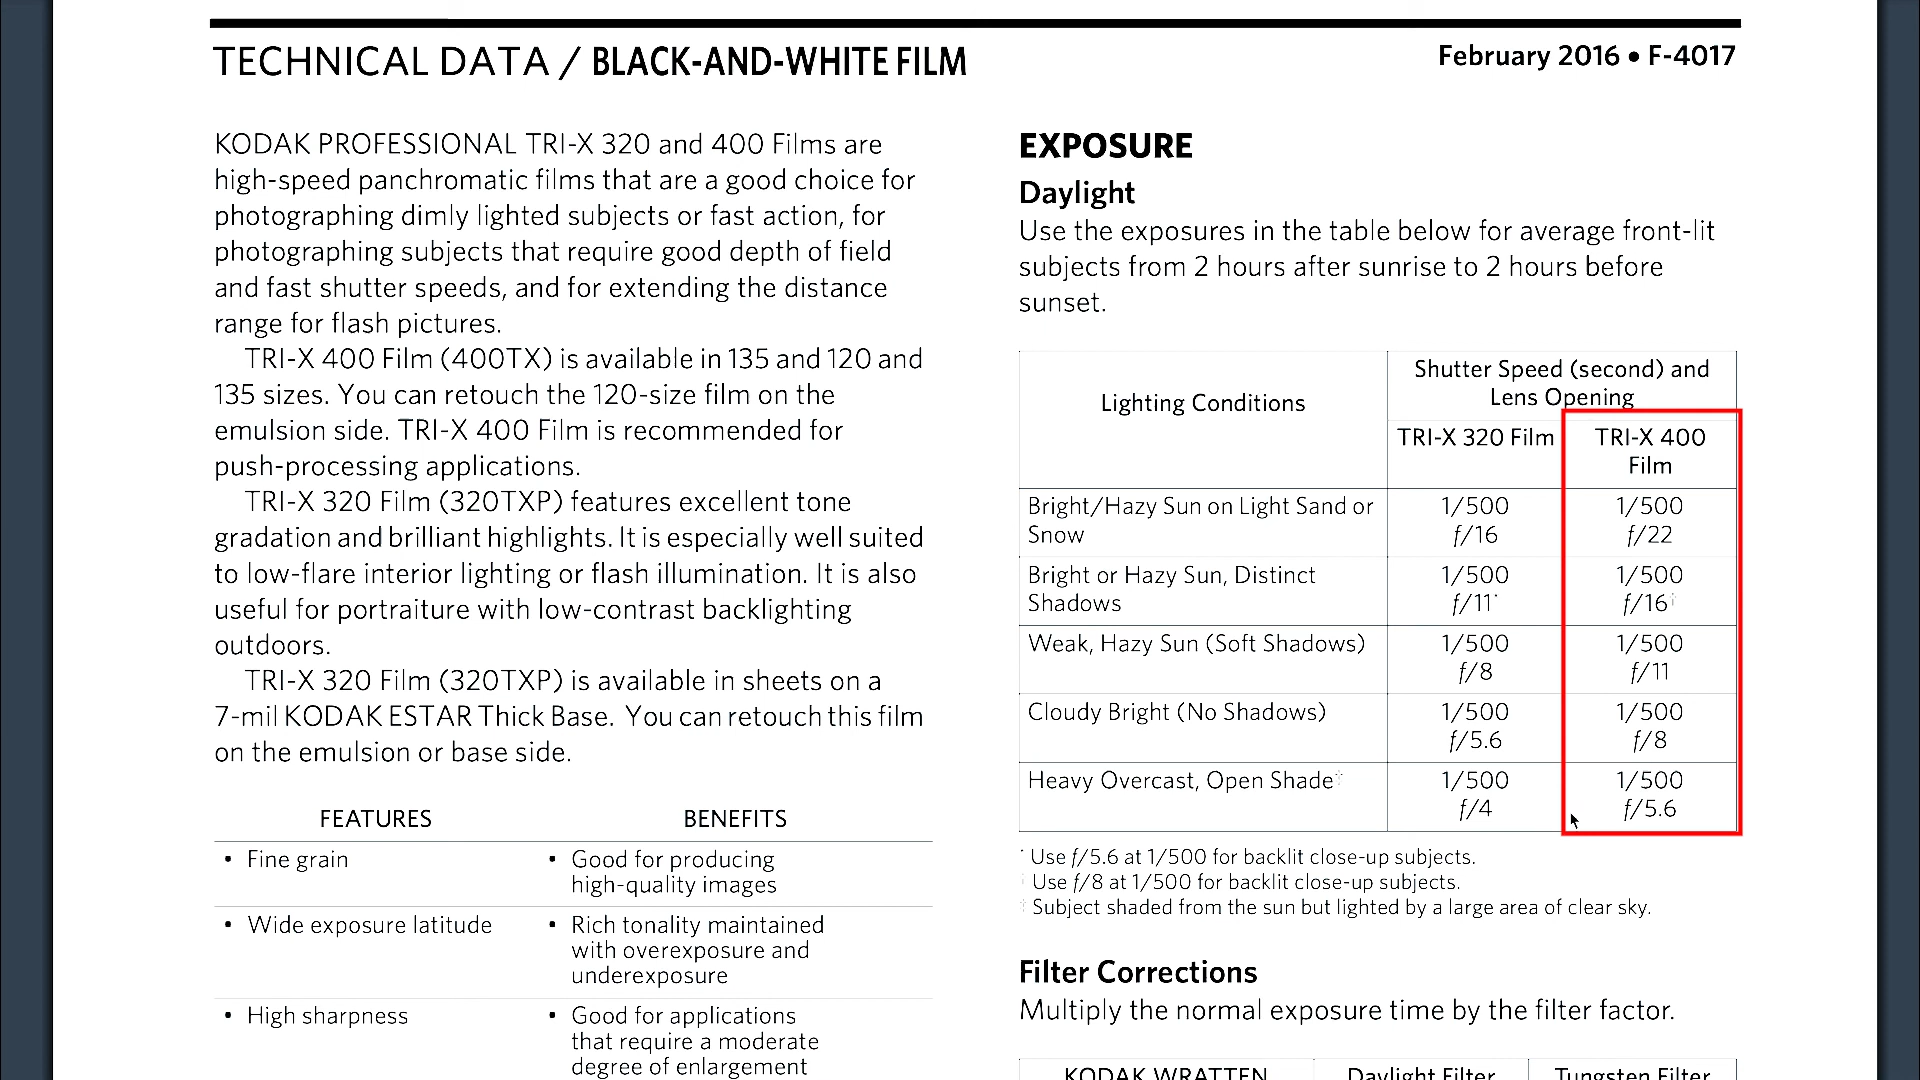 TECHNICAL DATA / BLACK-AND-WHITE FILM
February 2016 • F-4017
KODAK PROFESSIONAL TRI-X 320 and 400 Films are
high-speed panchromatic films that are a good choice for
photographing dimly lighted subjects or fast action, for
photographing subjects that require good depth of field
and fast shutter speeds, and for extending the distance
range for flash pictures.
TRI-X 400 Film (400TX) is available in 135 and 120 and
135 sizes. You can retouch the 120-size film on the
emulsion side. TRI-X 400 Film is recommended for
push-processing applications.
TRI-X 320 Film (320TXP) features excellent tone
gradation and brilliant highlights. It is especially well suited
to low-flare interior lighting or flash illumination. It is also
useful for portraiture with low-contrast backlighting
outdoors.
TRI-X 320 Film (320TXP) is available in sheets on a
7-mil KODAK ESTAR Thick Base. You can retouch this film
on the emulsion or base side.
FEATURES BENEFITS
• Fine grain • Good for producing
high-quality images
• Wide exposure latitude • Rich tonality maintained
with overexposure and
underexposure
• High sharpness • Good for applications
that require a moderate
degree of enlargement
EXPOSURE
Daylight
Use the exposures in the table below for average front-lit
subjects from 2 hours after sunrise to 2 hours before
sunset.
Lighting Conditions
Shutter Speed (second) and
Lens Opening
TRI-X 320 Film
TRI-X 400
Film
Bright/Hazy Sun on Light Sand or
Snow
1/500
f/16
1/500
f/22
Bright or Hazy Sun, Distinct
Shadows
1/500
f/11*
1/500
f/16†
Weak, Hazy Sun (Soft Shadows)
1/500
f/8
1/500
f/11
Cloudy Bright (No Shadows)
1/500
f/5.6
1/500
f/8
Heavy Overcast, Open Shade‡
1/500
f/4
1/500
f/5.6
* Use f/5.6 at 1/500 for backlit close-up subjects.
† Use f/8 at 1/500 for backlit close-up subjects.
‡ Subject shaded from the sun but lighted by a large area of clear sky.
Filter Corrections
Multiply the normal exposure time by the filter factor.
KODAK WRATTEN Daylight Filter Tungsten Filter